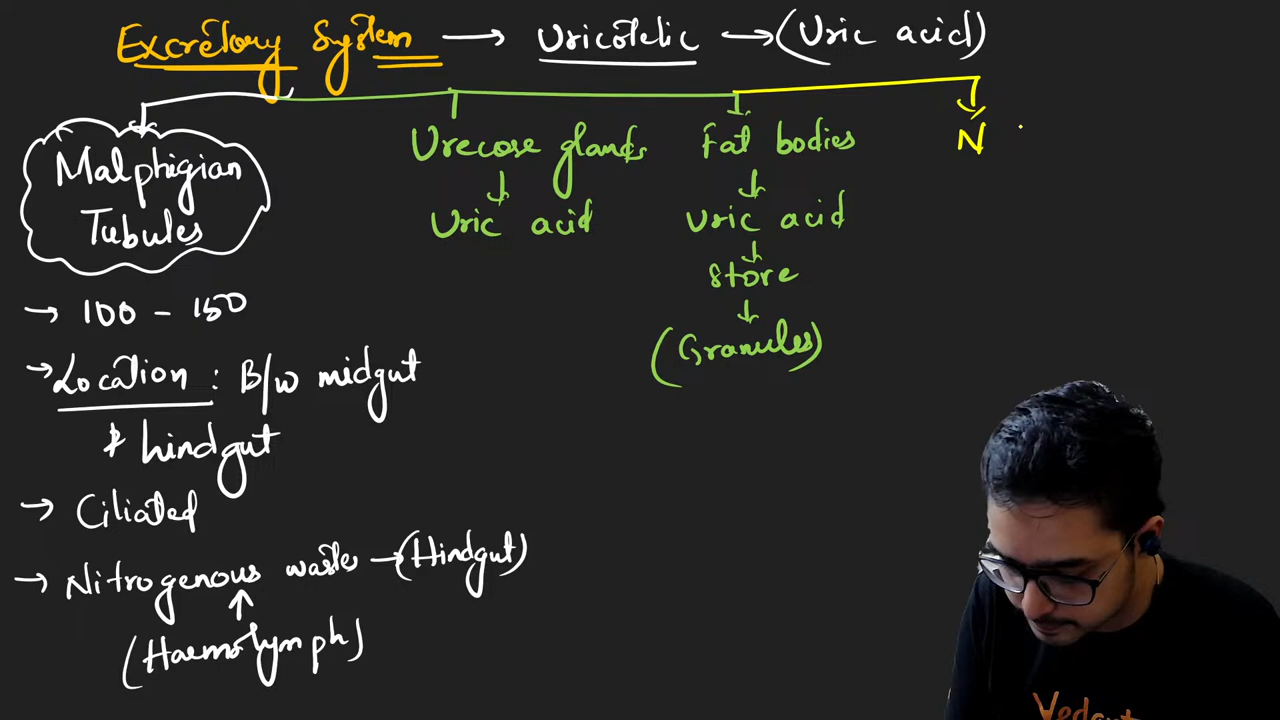 Excretory System → Uricotelic → (Uric acid)
Malphigian Tubules
Urecose glands
↓
Uric acid
Fat bodies
↓
Uric acid
↓
Store
↓
(Granules)
N
→ 100 - 150
→ Location : B/w midgut
& hindgut
→ Ciliated
→ Nitrogenous waste → (Hindgut)
↑
(Haemolymph)